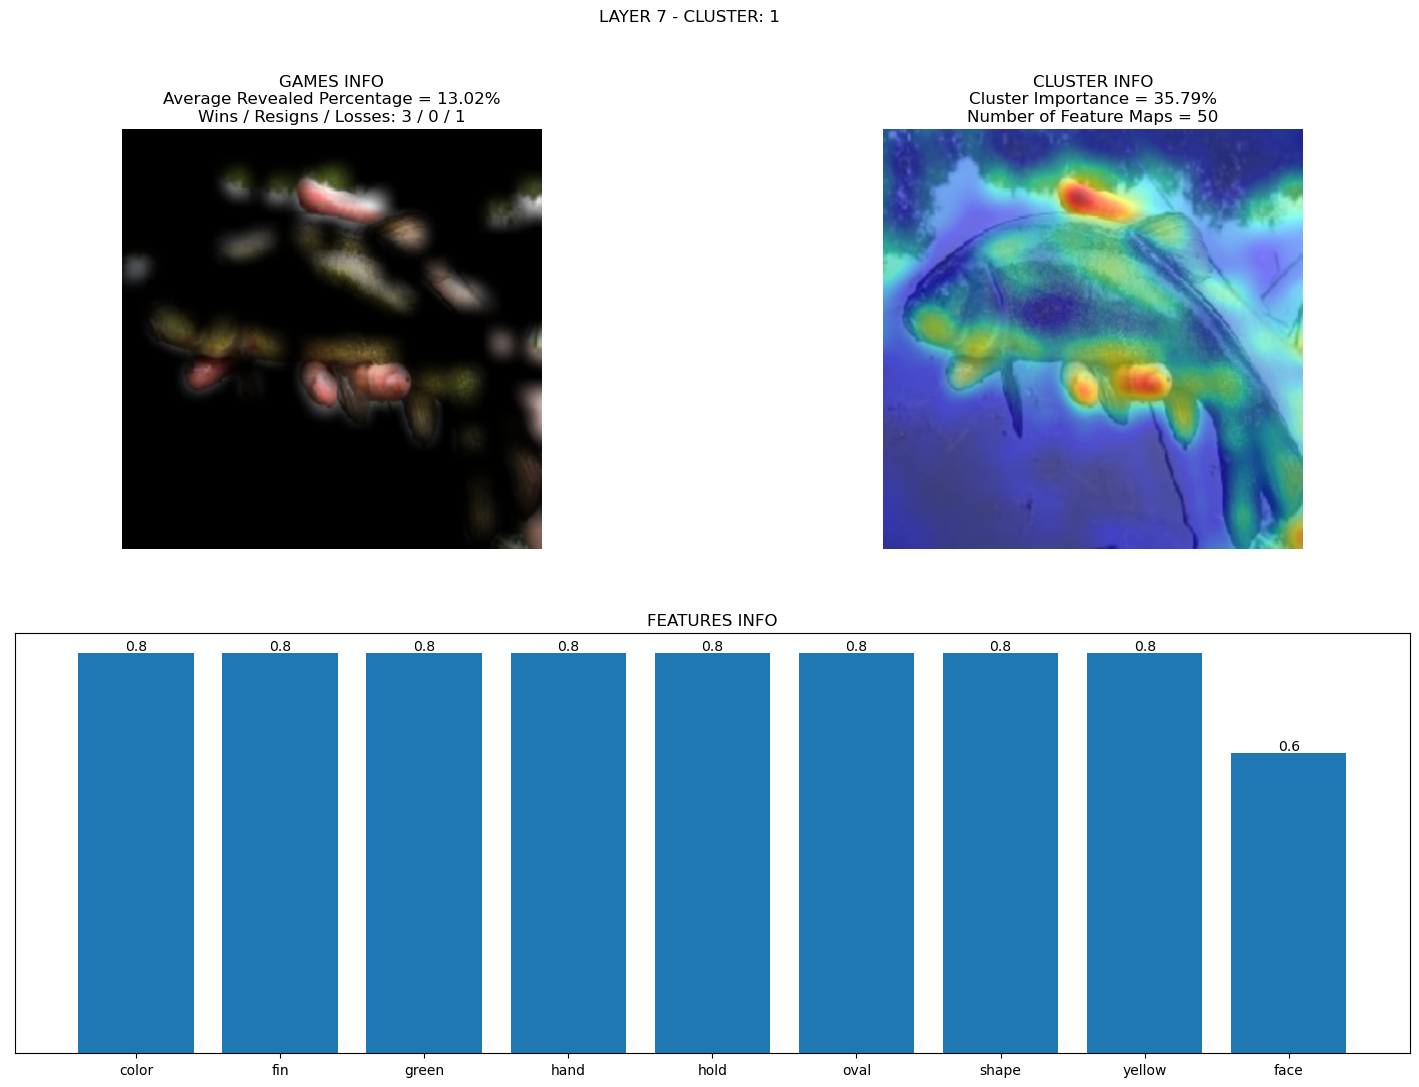 LAYER 7 - CLUSTER: 1
GAMES INFO
Average Revealed Percentage = 13.02%
Wins / Resigns / Losses: 3 / 0 / 1
CLUSTER INFO
Cluster Importance = 35.79%
Number of Feature Maps = 50
FEATURES INFO
0.8 0.8 0.8 0.8 0.8 0.8 0.8 0.8 0.6
color fin green hand hold oval shape yellow face